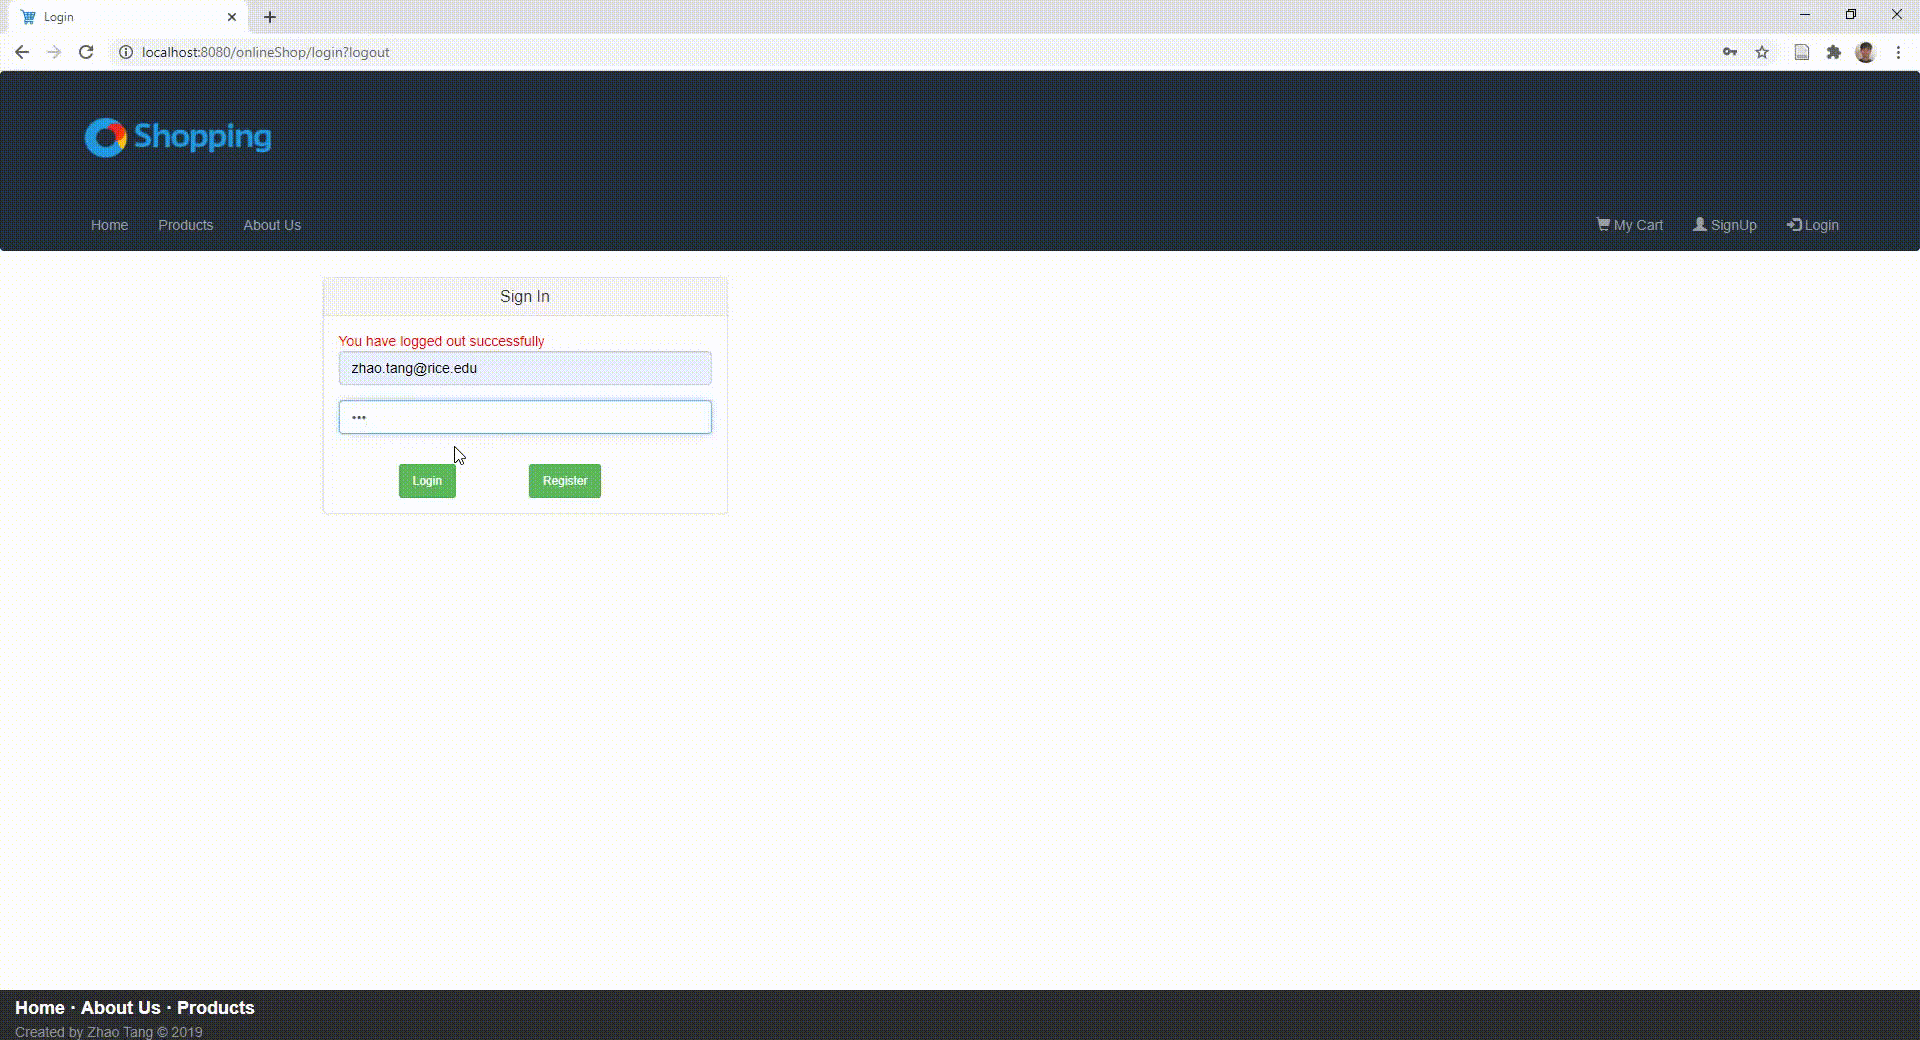 Login
localhost:8080/onlineShop/login?logout
Shopping
Home Products About Us My Cart SignUp Login
Sign In
You have logged out successfully
zhao.tang@rice.edu
•••
Login Register
Home · About Us · Products
Created by Zhao Tang © 2019